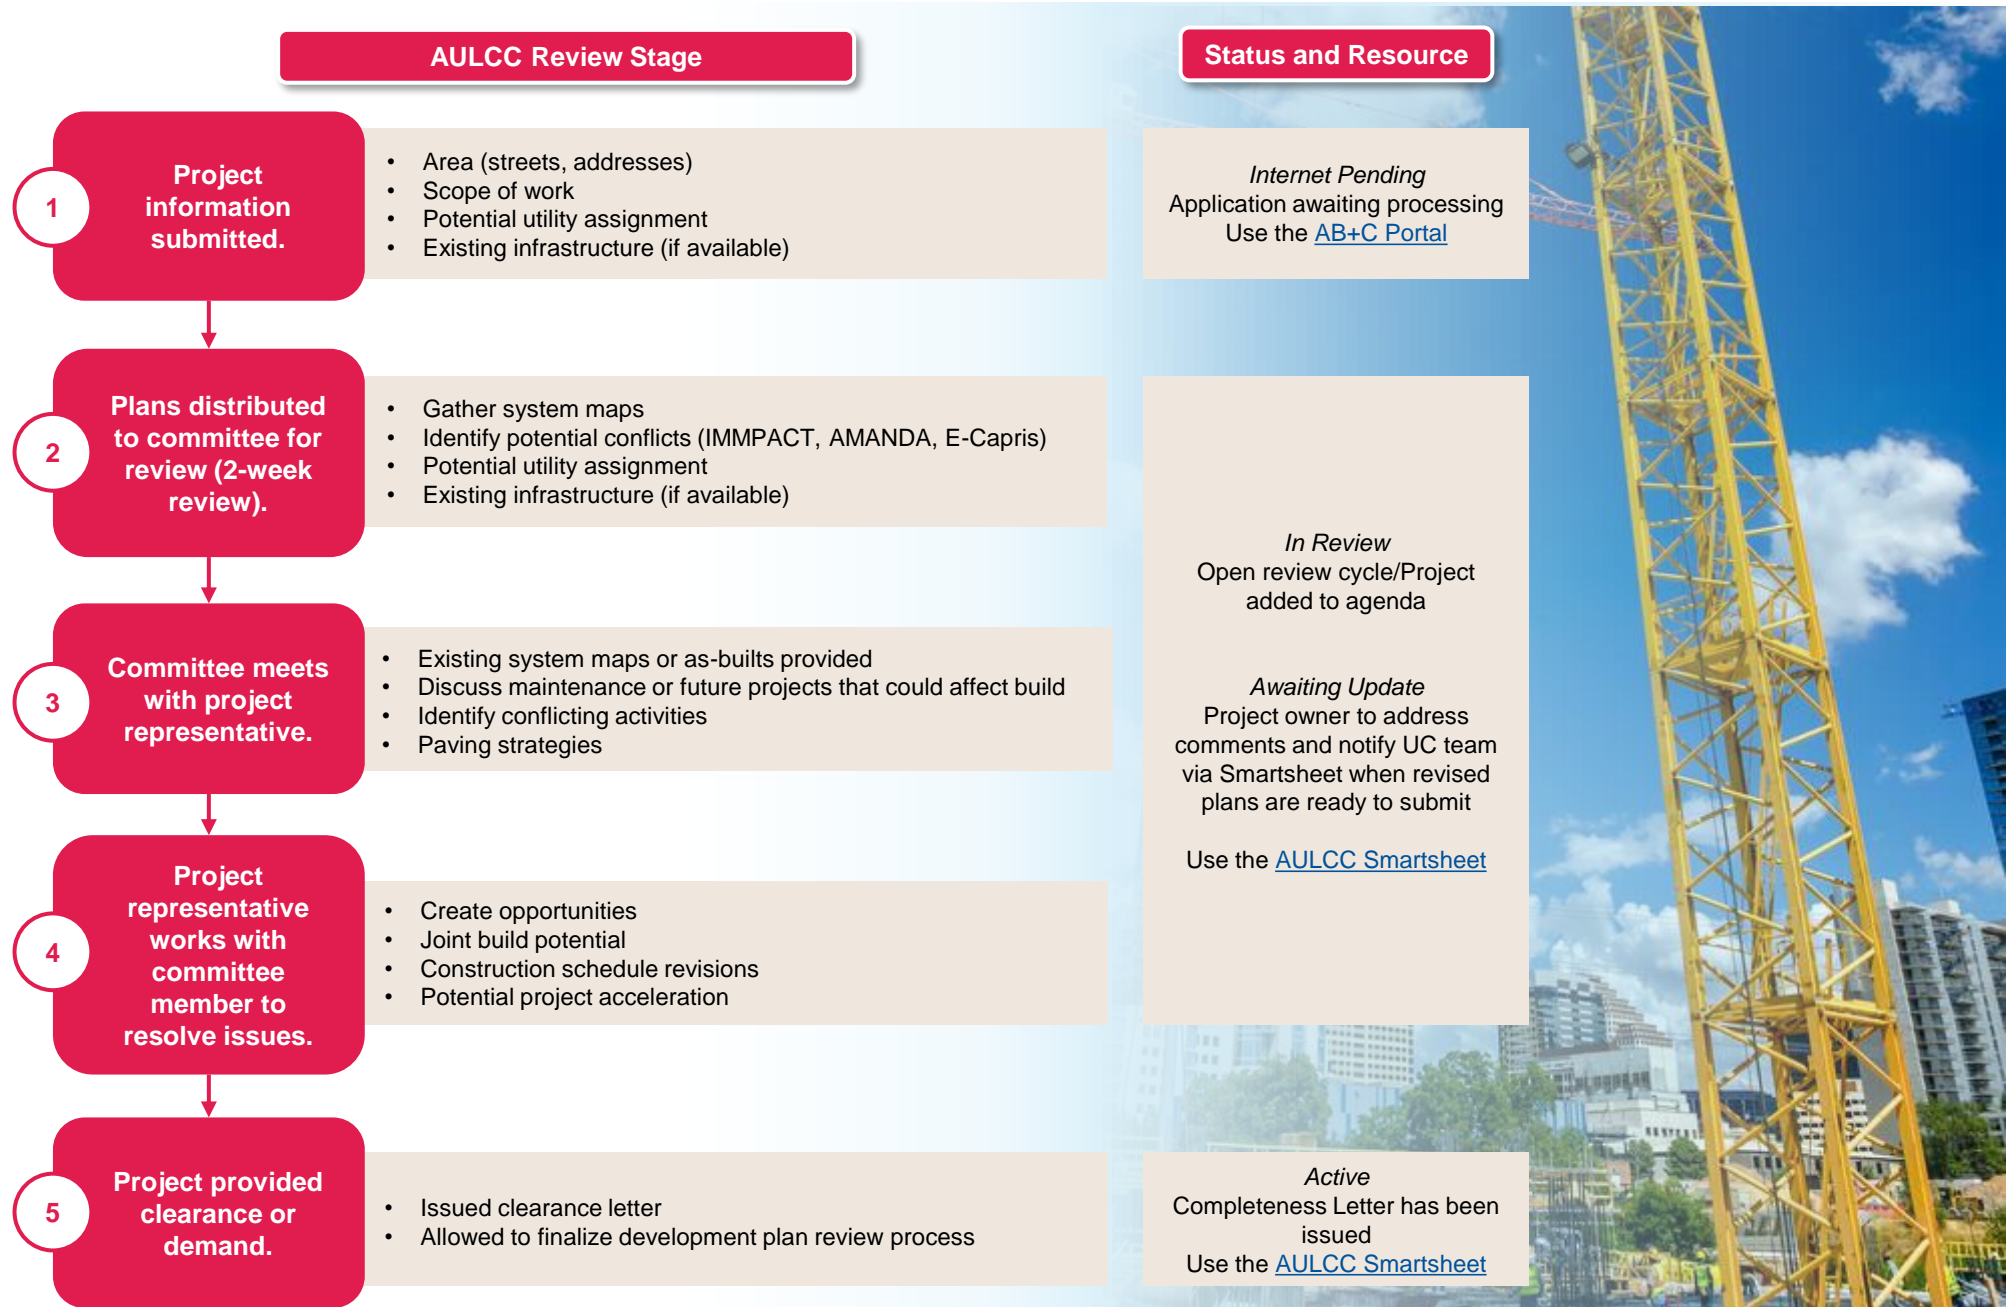 AULCC Review Stage
Status and Resource
1
Project
information
submitted.
• Area (streets, addresses)
• Scope of work
• Potential utility assignment
• Existing infrastructure (if available)
Internet Pending
Application awaiting processing
Use the AB+C Portal
2
Plans distributed
to committee for
review (2-week
review).
• Gather system maps
• Identify potential conflicts (IMMPACT, AMANDA, E-Capris)
• Potential utility assignment
• Existing infrastructure (if available)
In Review
Open review cycle/Project
added to agenda
Awaiting Update
Project owner to address
comments and notify UC team
via Smartsheet when revised
plans are ready to submit
Use the AULCC Smartsheet
3
Committee meets
with project
representative.
• Existing system maps or as-builts provided
• Discuss maintenance or future projects that could affect build
• Identify conflicting activities
• Paving strategies
4
Project
representative
works with
committee
member to
resolve issues.
• Create opportunities
• Joint build potential
• Construction schedule revisions
• Potential project acceleration
5
Project provided
clearance or
demand.
• Issued clearance letter
• Allowed to finalize development plan review process
Active
Completeness Letter has been
issued
Use the AULCC Smartsheet